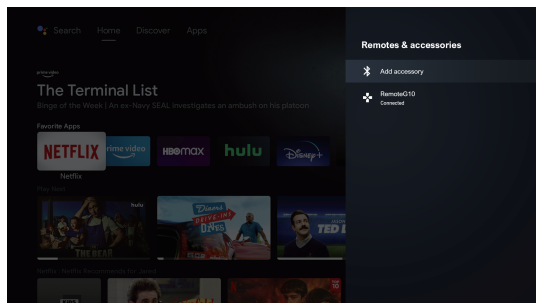 Search Home Discover Apps
prime video
The Terminal List
Binge of the Week | An ex-Navy SEAL investigates an ambush on his platoon
Favorite Apps
NETFLIX prime video HBOmax hulu Disney+
Netflix
Play Next
hulu
THE BEAR
Diners
DRIVE-INS
DIVES
TED L
Remotes & accessories
Add accessory
RemoteG10
Connected